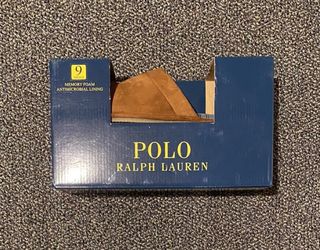 9
MEMORY FOAM
ANTIMICROBIAL LINING
POLO
RALPH LAUREN